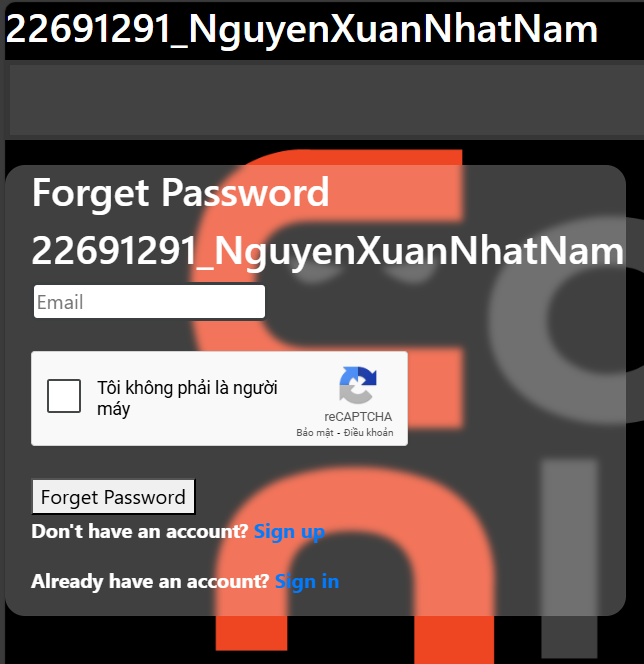 22691291_NguyenXuanNhatNam
Forget Password
22691291_NguyenXuanNhatNam
Email
Tôi không phải là người
máy
reCAPTCHA
Bảo mật - Điều khoản
Forget Password
Don't have an account? Sign up
Already have an account? Sign in